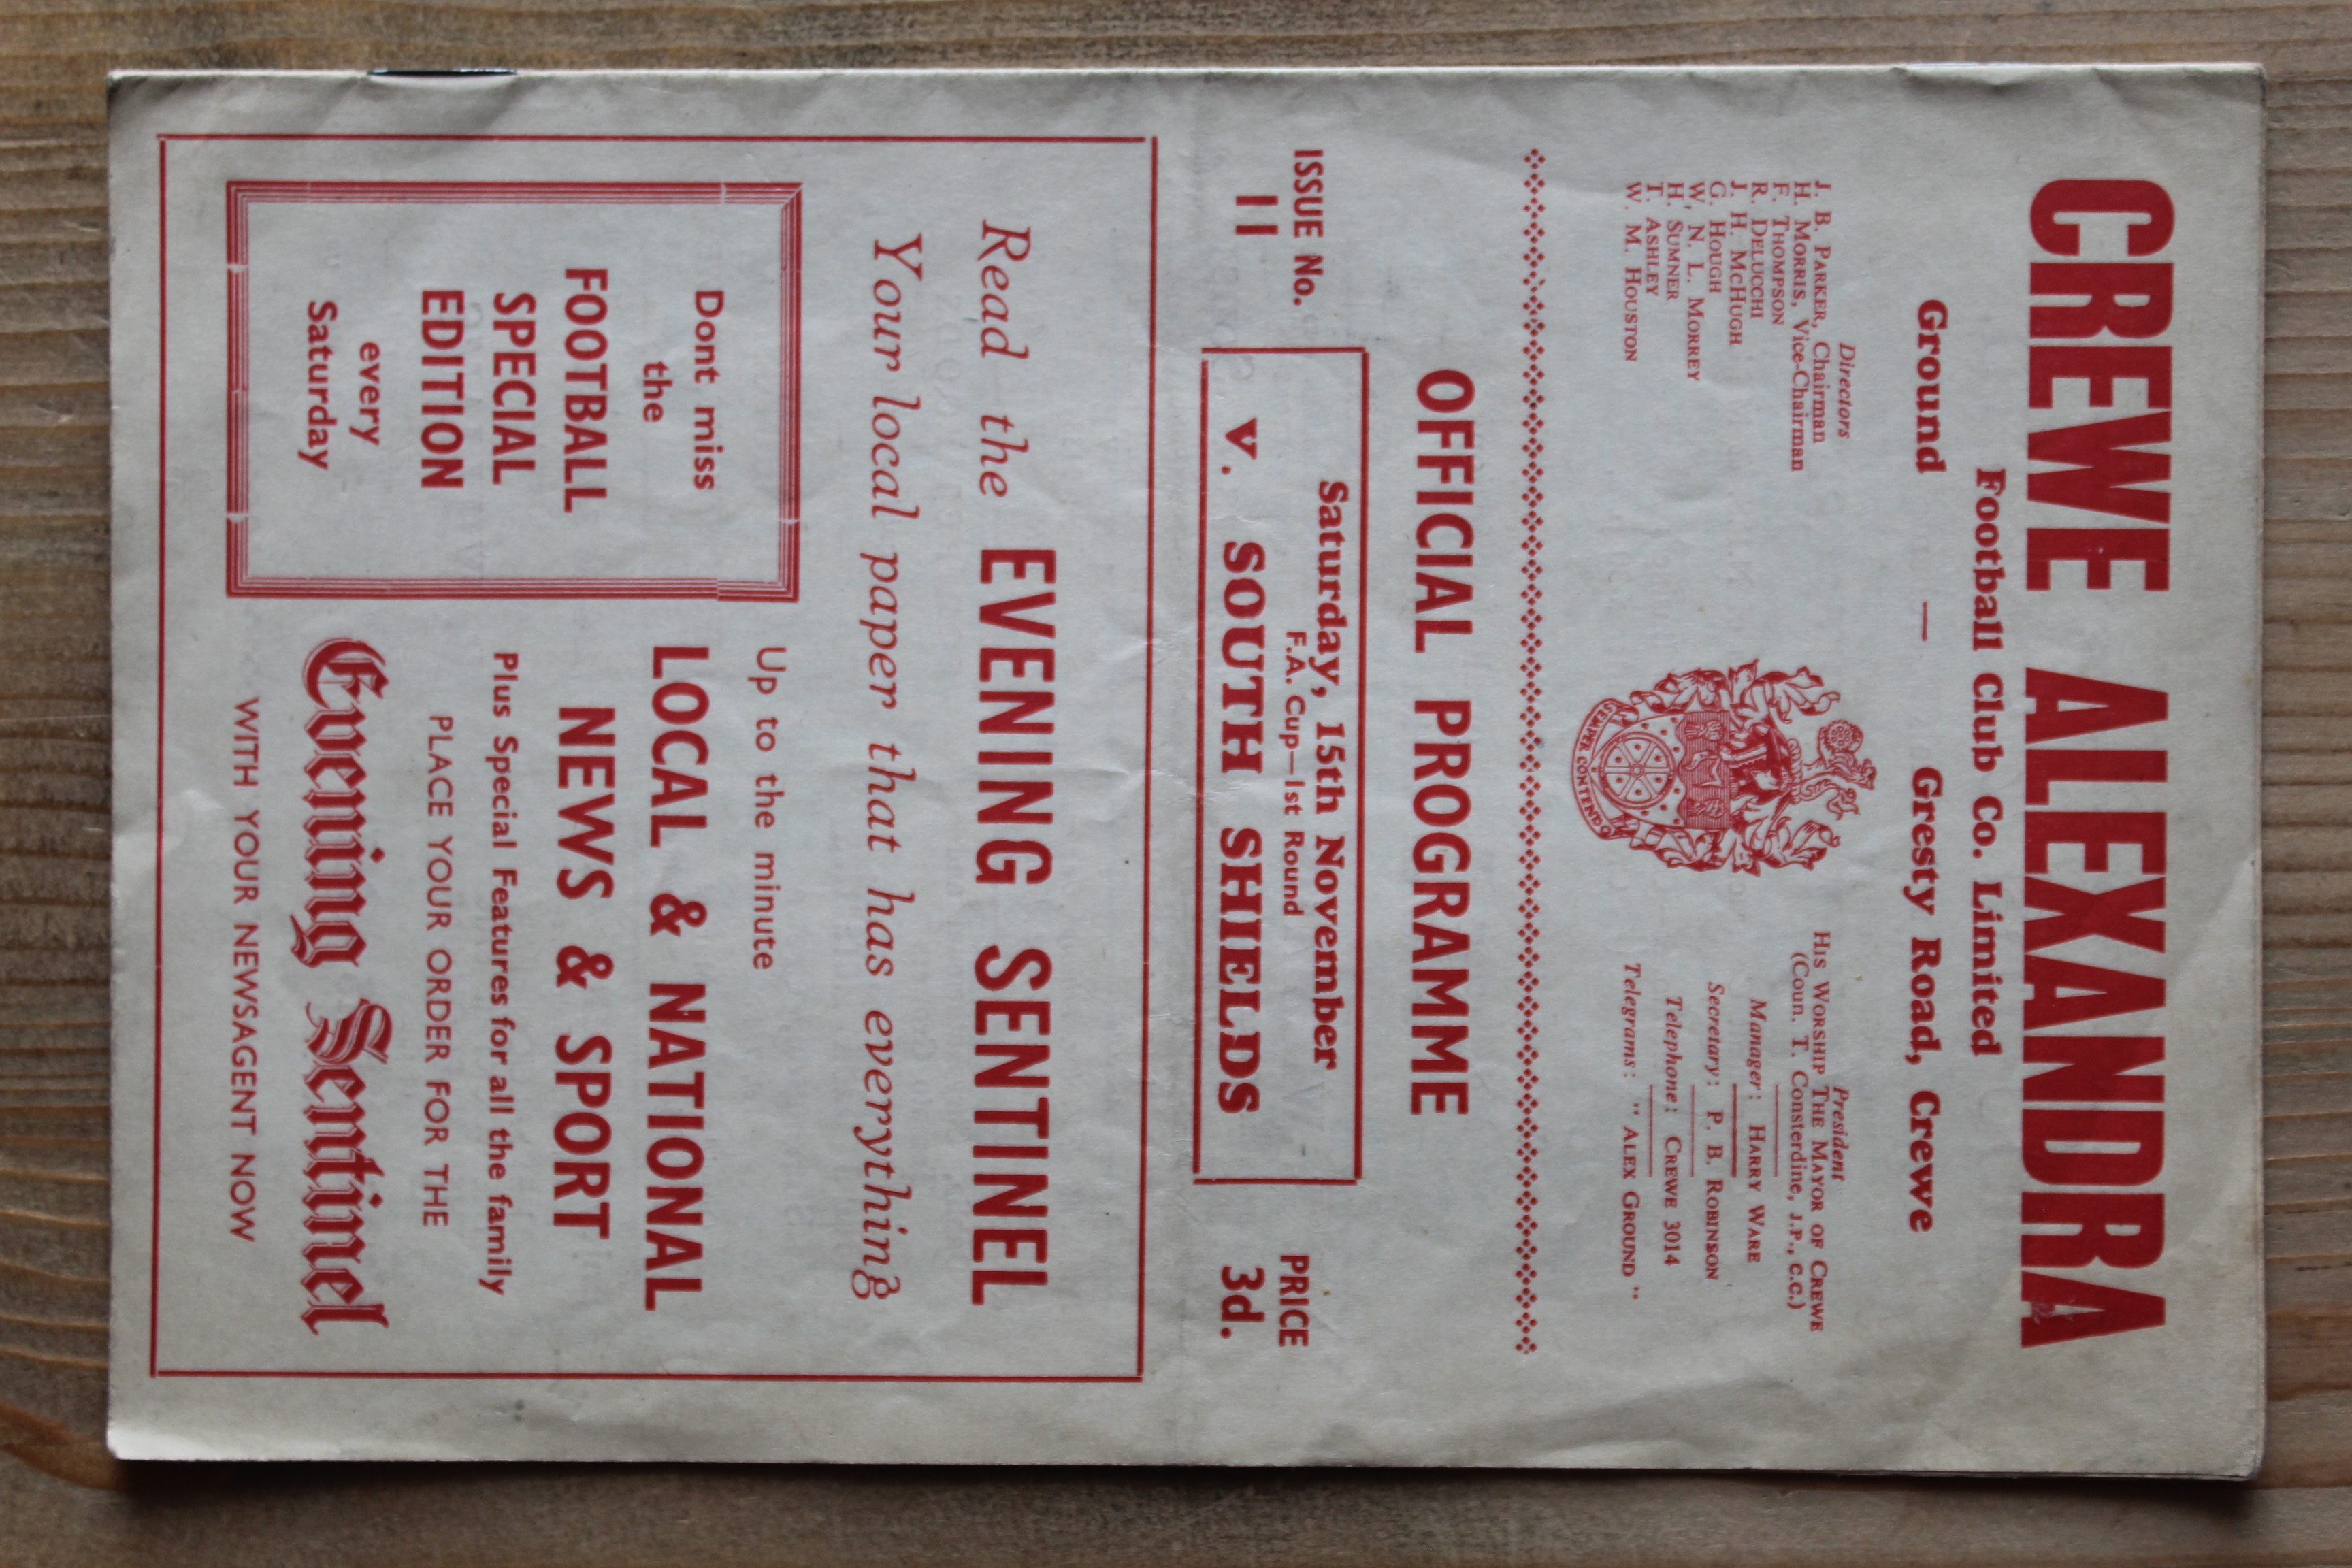 CREWE ALEXANDRA
Football Club Co. Limited
Ground — Gresty Road, Crewe
Directors
J. B. PARKER, Chairman
H. MORRIS, Vice-Chairman
F. THOMPSON
R. DELUCCHI
J. H. McHUGH
G. HOUGH
W. N. L. MORREY
H. SUMNER
T. ASHLEY
W. M. HOUSTON
SEMPER CONTENDO
President
HIS WORSHIP THE MAYOR OF CREWE
(Coun. T. Consterdine, J.P., C.C.)
Manager: HARRY WARE
Secretary: P. B. ROBINSON
Telephone: CREWE 3014
Telegrams: "ALEX GROUND"
OFFICIAL PROGRAMME
ISSUE No.
11
Saturday, 15th November
F.A. Cup—1st Round
v. SOUTH SHIELDS
PRICE
3d.
Read the EVENING SENTINEL
Your local paper that has everything
Dont miss
the
FOOTBALL
SPECIAL
EDITION
every
Saturday
Up to the minute
LOCAL & NATIONAL
NEWS & SPORT
Plus Special Features for all the family
PLACE YOUR ORDER FOR THE
Evening Sentinel
WITH YOUR NEWSAGENT NOW